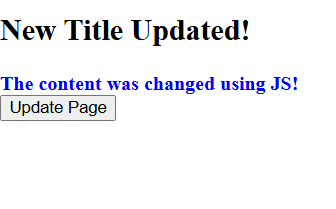 New Title Updated!
The content was changed using JS!
Update Page